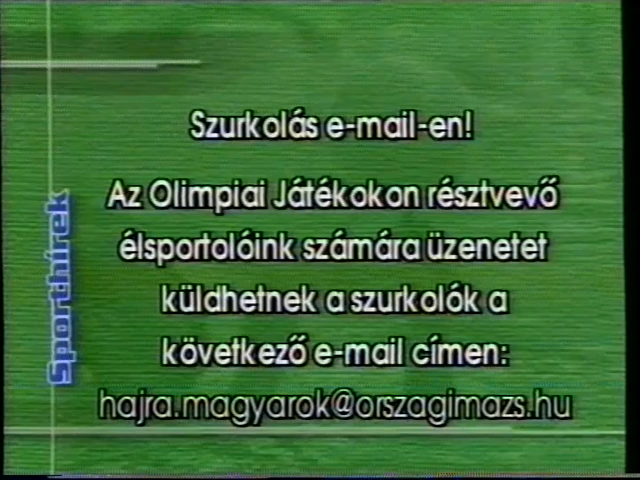 Szurkolás e-mail-en!
Az Olimpiai Játékokon résztvevő
élsportolóink számára üzenetet
küldhetnek a szurkolók a
következő e-mail címen:
hajra.magyarok@orszagimazs.hu
Sporthírek